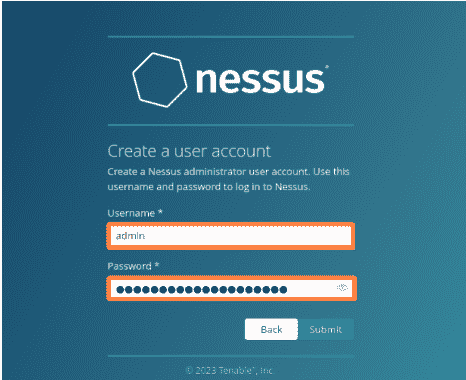 nessus
Create a user account
Create a Nessus administrator user account. Use this
username and password to log in to Nessus.
Username *
admin
Password *
●●●●●●●●●●●●●●●●●●●●
Back Submit
© 2023 Tenable™, Inc.